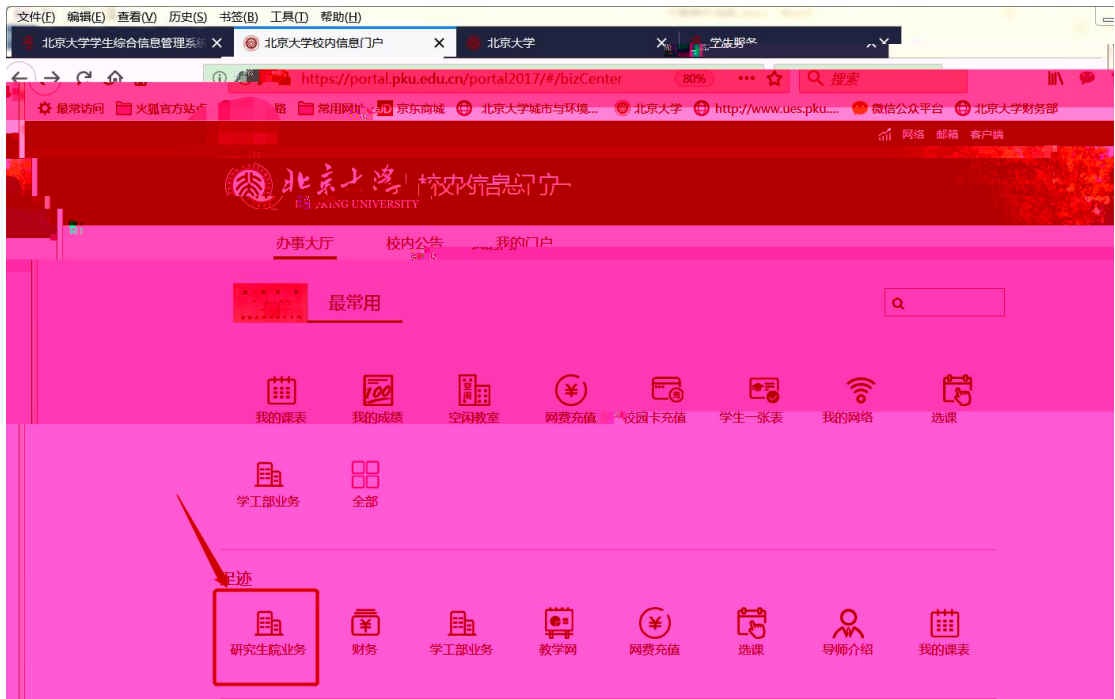 文件(F) 编辑(E) 查看(V) 历史(S) 书签(B) 工具(T) 帮助(H)
北京大学学生综合信息管理系统 北京大学校内信息门户 北京大学
https://portal.pku.edu.cn/portal2017/#/bizCenter 80% 搜索
最常访问 火狐官方站点 常用网址 JD 京东商城 北京大学城市与环境... 北京大学 http://www.ues.pku.... 微信公众平台 北京大学财务部
网络 邮箱 客户端
北京大学 校内信息门户
PEKING UNIVERSITY
办事大厅 校内公告 我的门户
最常用
我的课表 我的成绩 空闲教室 网费充值 校园卡充值 学生一张表 我的网络 选课
学工部业务 全部
足迹
研究生院业务 财务 学工部业务 教学网 网费充值 选课 导师介绍 我的课表